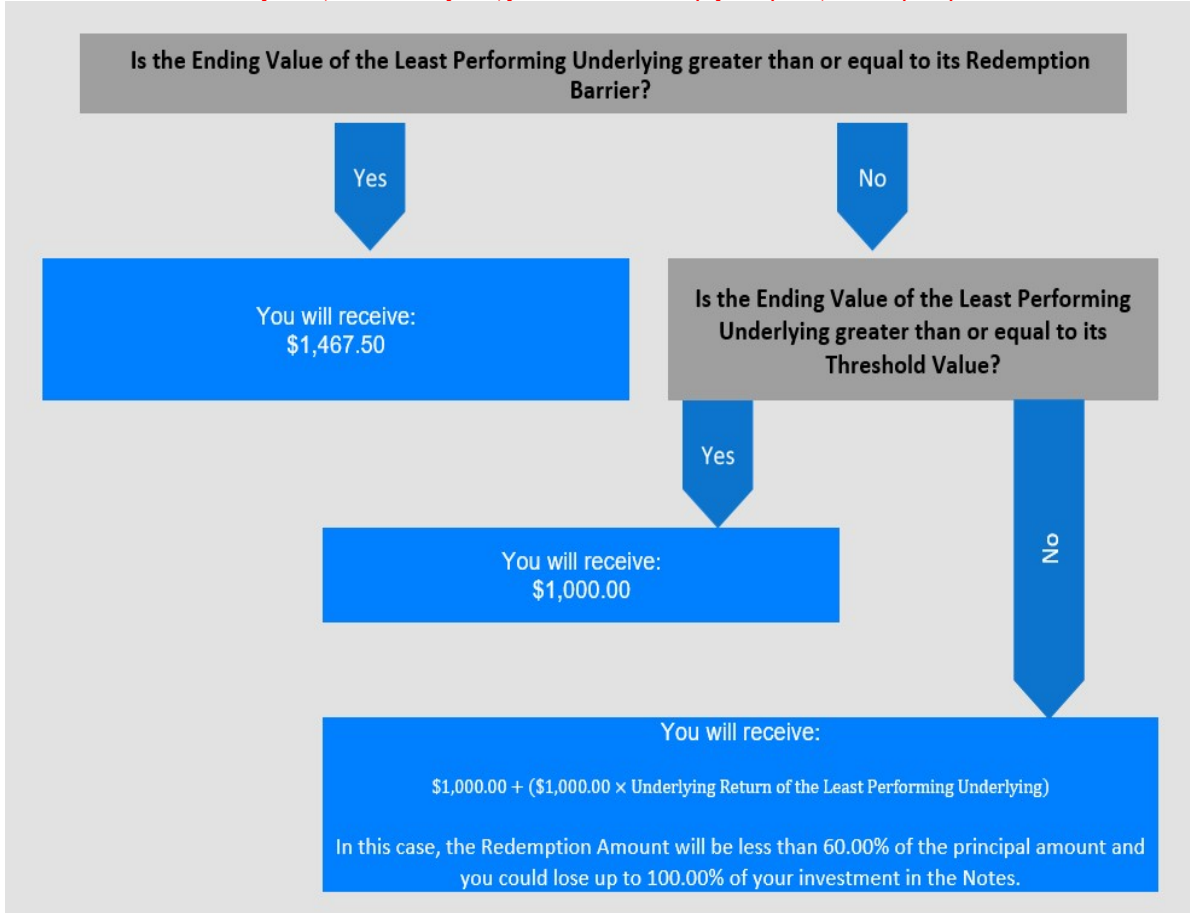 Is the Ending Value of the Least Performing Underlying greater than or equal to its Redemption
Barrier?
Yes
No
You will receive:
$1,467.50
Is the Ending Value of the Least Performing
Underlying greater than or equal to its
Threshold Value?
Yes
No
You will receive:
$1,000.00
You will receive:
$1,000.00 + ($1,000.00 × Underlying Return of the Least Performing Underlying)
In this case, the Redemption Amount will be less than 60.00% of the principal amount and
you could lose up to 100.00% of your investment in the Notes.